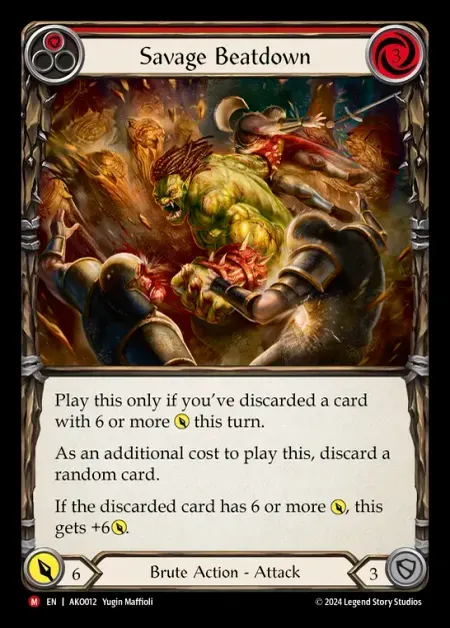 Savage Beatdown
3
Play this only if you've discarded a card
with 6 or more this turn.
As an additional cost to play this, discard a
random card.
If the discarded card has 6 or more , this
gets +6 .
6
Brute Action - Attack
3
M EN | AKO012 Yugin Maffioli
© 2024 Legend Story Studios